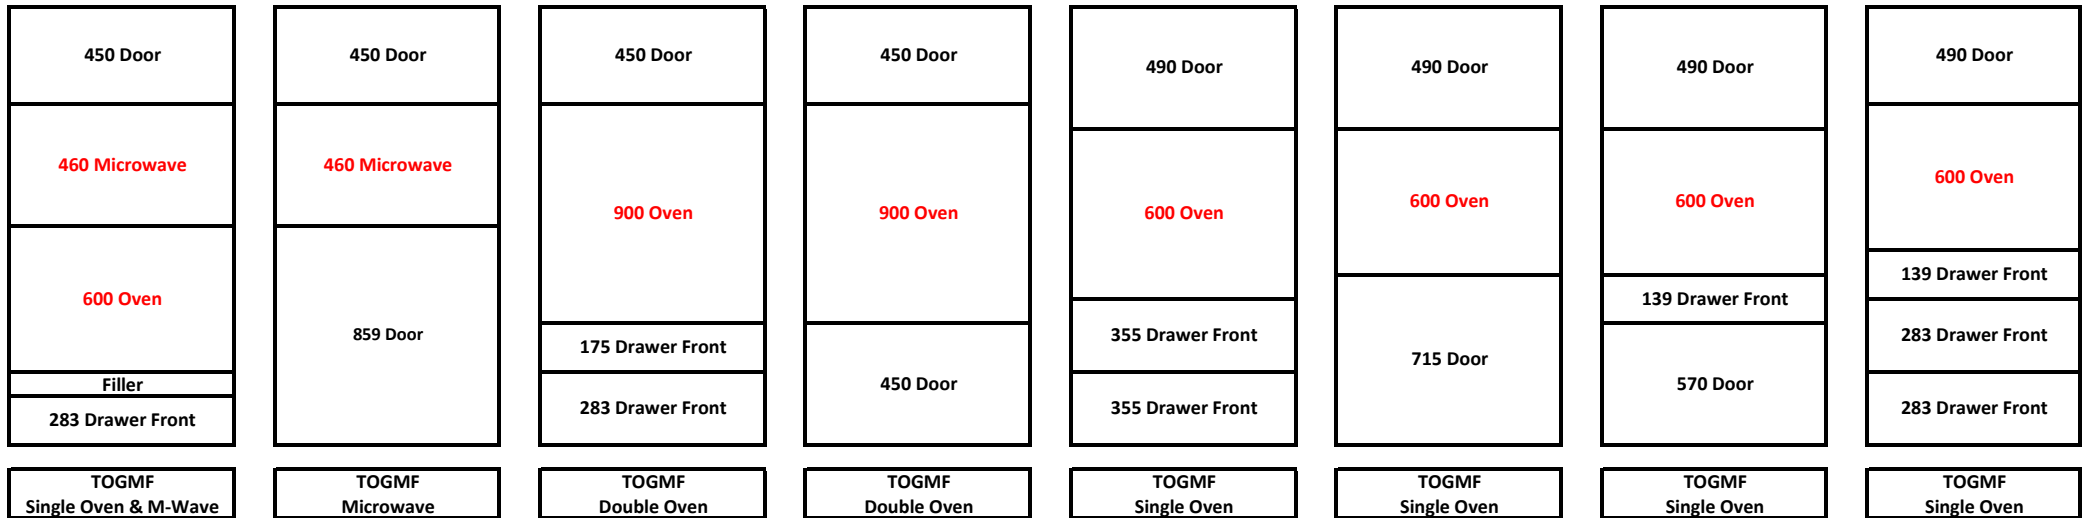 450 Door
460 Microwave
600 Oven
Filler
283 Drawer Front
TOGMF
Single Oven & M-Wave
450 Door
460 Microwave
859 Door
TOGMF
Microwave
450 Door
900 Oven
175 Drawer Front
283 Drawer Front
TOGMF
Double Oven
450 Door
900 Oven
450 Door
TOGMF
Double Oven
490 Door
600 Oven
355 Drawer Front
355 Drawer Front
TOGMF
Single Oven
490 Door
600 Oven
715 Door
TOGMF
Single Oven
490 Door
600 Oven
139 Drawer Front
570 Door
TOGMF
Single Oven
490 Door
600 Oven
139 Drawer Front
283 Drawer Front
283 Drawer Front
TOGMF
Single Oven